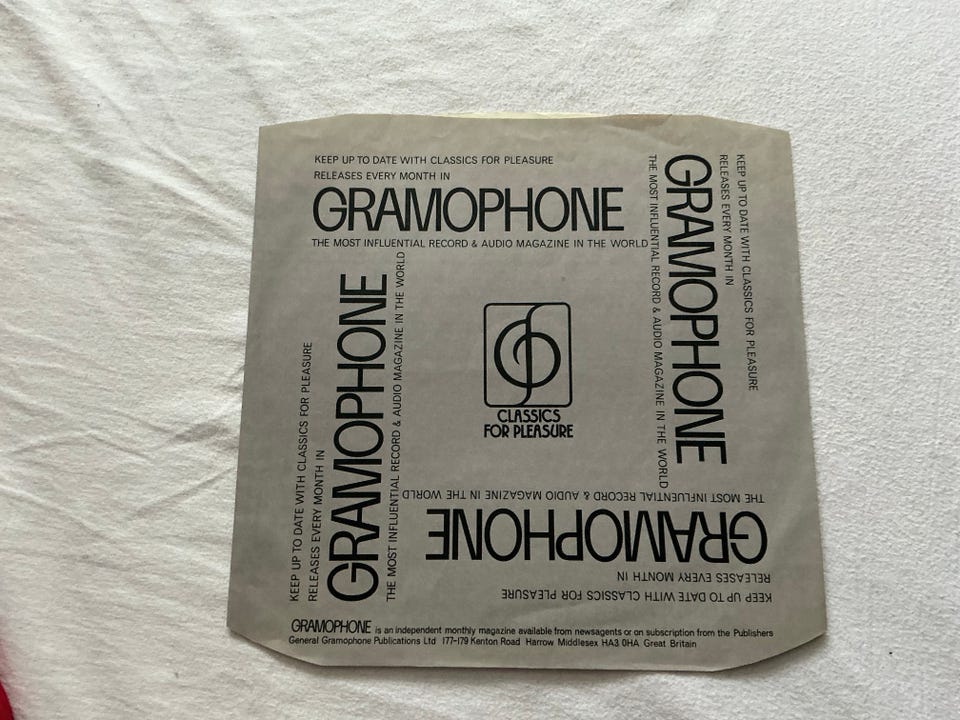 KEEP UP TO DATE WITH CLASSICS FOR PLEASURE
RELEASES EVERY MONTH IN
GRAMOPHONE
THE MOST INFLUENTIAL RECORD & AUDIO MAGAZINE IN THE WORLD
KEEP UP TO DATE WITH CLASSICS FOR PLEASURE
RELEASES EVERY MONTH IN
GRAMOPHONE
THE MOST INFLUENTIAL RECORD & AUDIO MAGAZINE IN THE WORLD
KEEP UP TO DATE WITH CLASSICS FOR PLEASURE
RELEASES EVERY MONTH IN
GRAMOPHONE
THE MOST INFLUENTIAL RECORD & AUDIO MAGAZINE IN THE WORLD
KEEP UP TO DATE WITH CLASSICS FOR PLEASURE
RELEASES EVERY MONTH IN
GRAMOPHONE
THE MOST INFLUENTIAL RECORD & AUDIO MAGAZINE IN THE WORLD
CLASSICS
FOR PLEASURE
GRAMOPHONE is an independent monthly magazine available from newsagents or on subscription from the Publishers
General Gramophone Publications Ltd 177-179 Kenton Road Harrow Middlesex HA3 0HA Great Britain